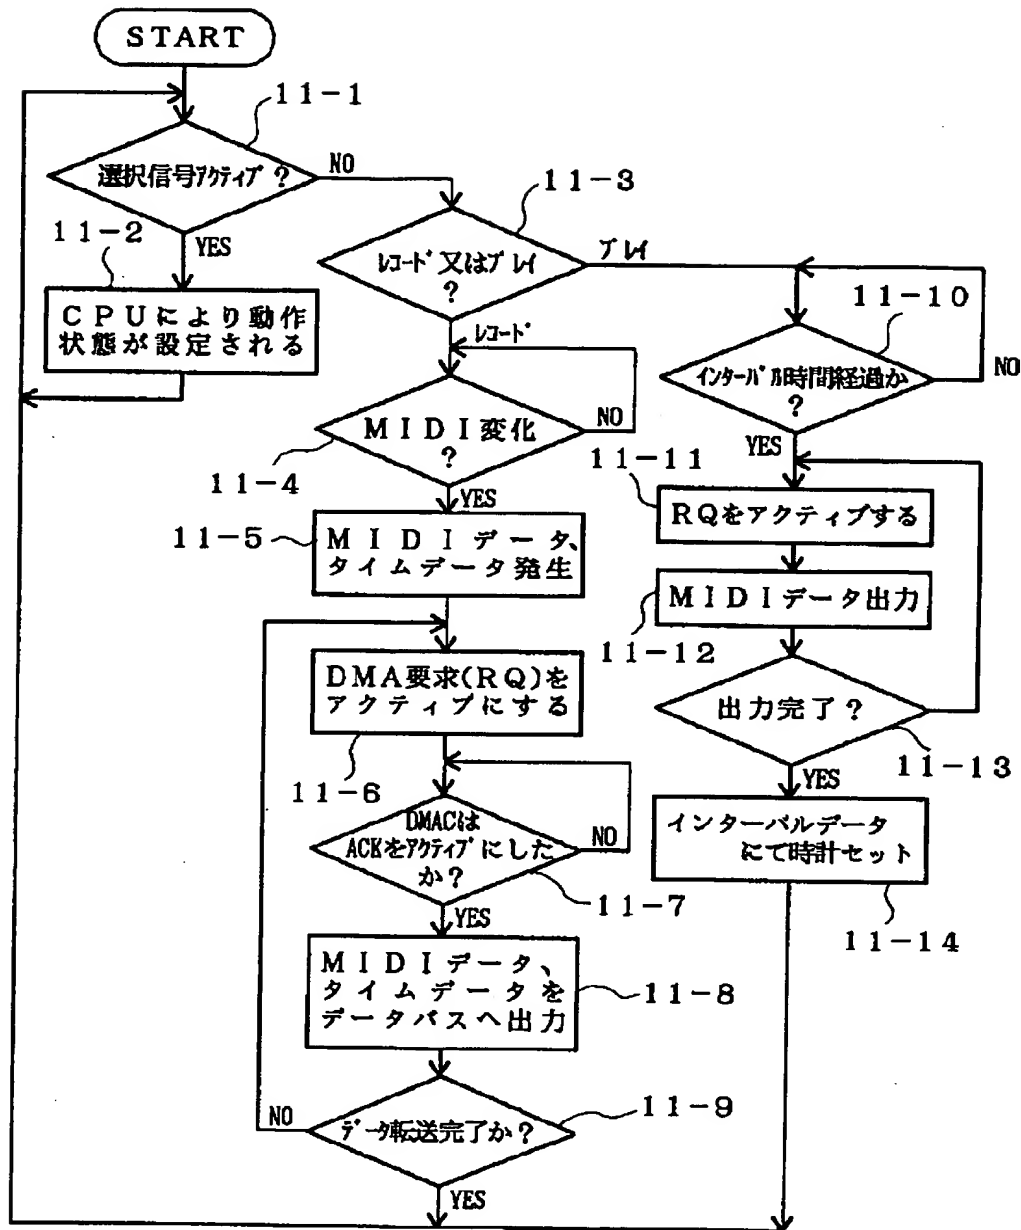 START
11-1
選択信号ｱｸﾃｨﾌﾞ?
NO
11-2
YES
CPUにより動作
状態が設定される
11-3
ﾚｺｰﾄﾞ又はﾌﾟﾚｲ
?
ﾌﾟﾚｲ
ﾚｺｰﾄﾞ
11-10
ｲﾝﾀｰﾊﾞﾙ時間経過か
?
NO
YES
MIDI変化
?
NO
11-4
YES
11-11
RQをアクティブする
11-5
MIDIデータ、
タイムデータ発生
MIDIデータ出力
11-12
DMA要求(RQ)を
アクティブにする
出力完了?
11-6
11-13
YES
DMACは
ACKをｱｸﾃｨﾌﾞにした
か?
NO
インターバルデータ
にて時計セット
11-7
YES
11-14
MIDIデータ、
タイムデータを
データバスへ出力
11-8
11-9
NO
ﾃﾞｰﾀ転送完了か?
YES